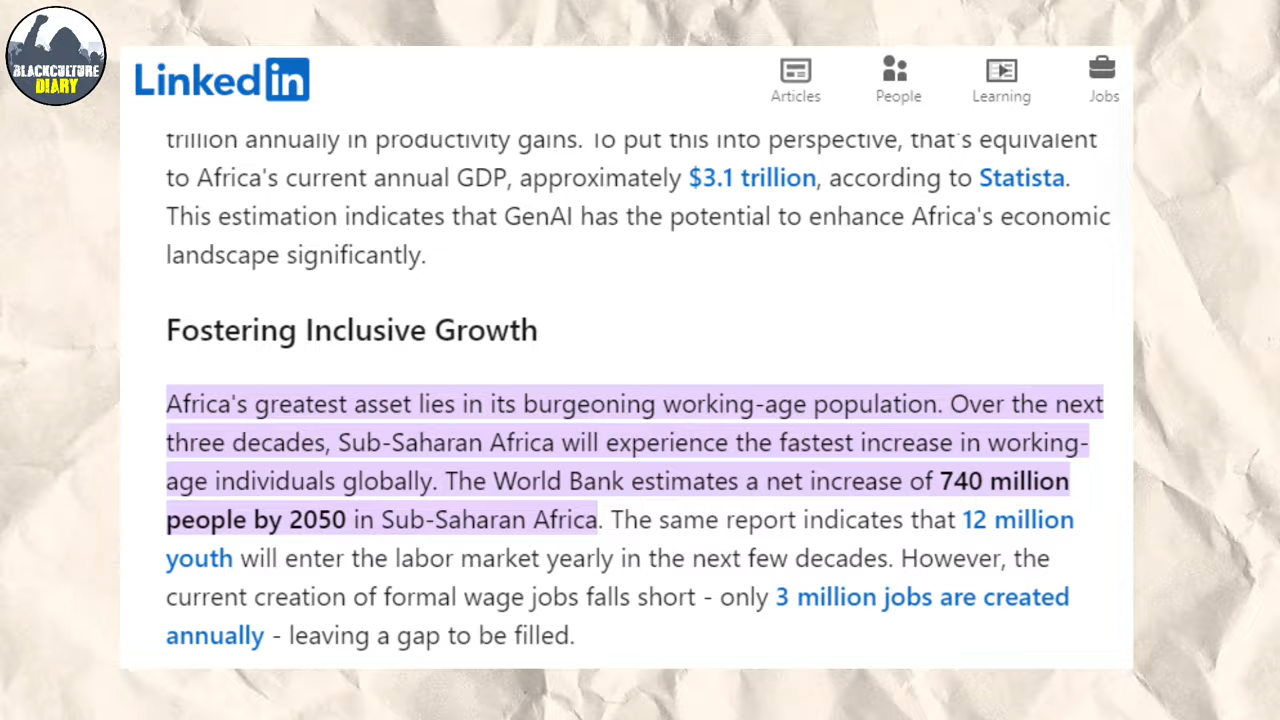 BLACKCULTURE
DIARY
Linkedin
Articles
People
Learning
Jobs
trillion annually in productivity gains. To put this into perspective, that's equivalent
to Africa's current annual GDP, approximately $3.1 trillion, according to Statista.
This estimation indicates that GenAI has the potential to enhance Africa's economic
landscape significantly.
Fostering Inclusive Growth
Africa's greatest asset lies in its burgeoning working-age population. Over the next
three decades, Sub-Saharan Africa will experience the fastest increase in working-
age individuals globally. The World Bank estimates a net increase of 740 million
people by 2050 in Sub-Saharan Africa. The same report indicates that 12 million
youth will enter the labor market yearly in the next few decades. However, the
current creation of formal wage jobs falls short - only 3 million jobs are created
annually - leaving a gap to be filled.